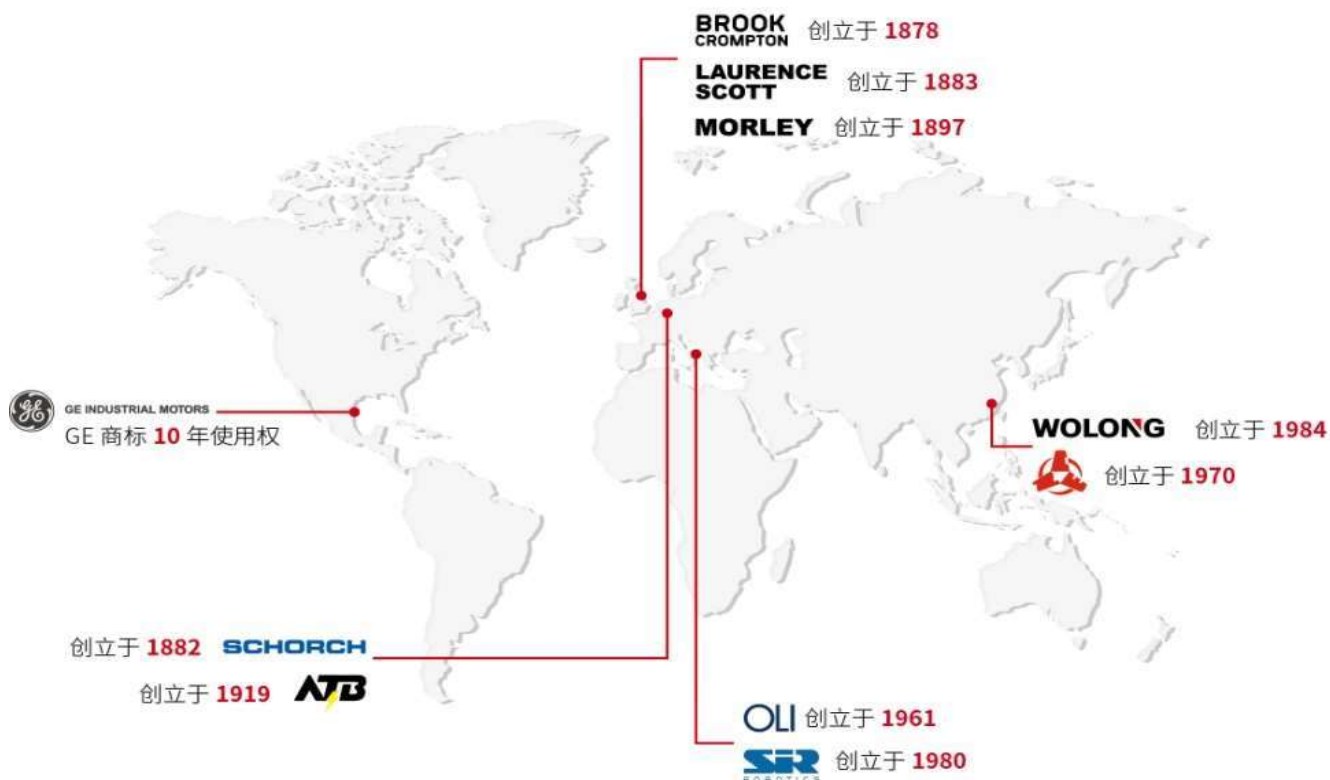 BROOK
CROMPTON 创立于 1878
LAURENCE
SCOTT 创立于 1883
MORLEY 创立于 1897
GE GE INDUSTRIAL MOTORS
GE 商标 10 年使用权
WOLONG 创立于 1984
创立于 1970
创立于 1882 SCHORCH
创立于 1919 ATB
OLI 创立于 1961
SIR 创立于 1980
ROBOTICS